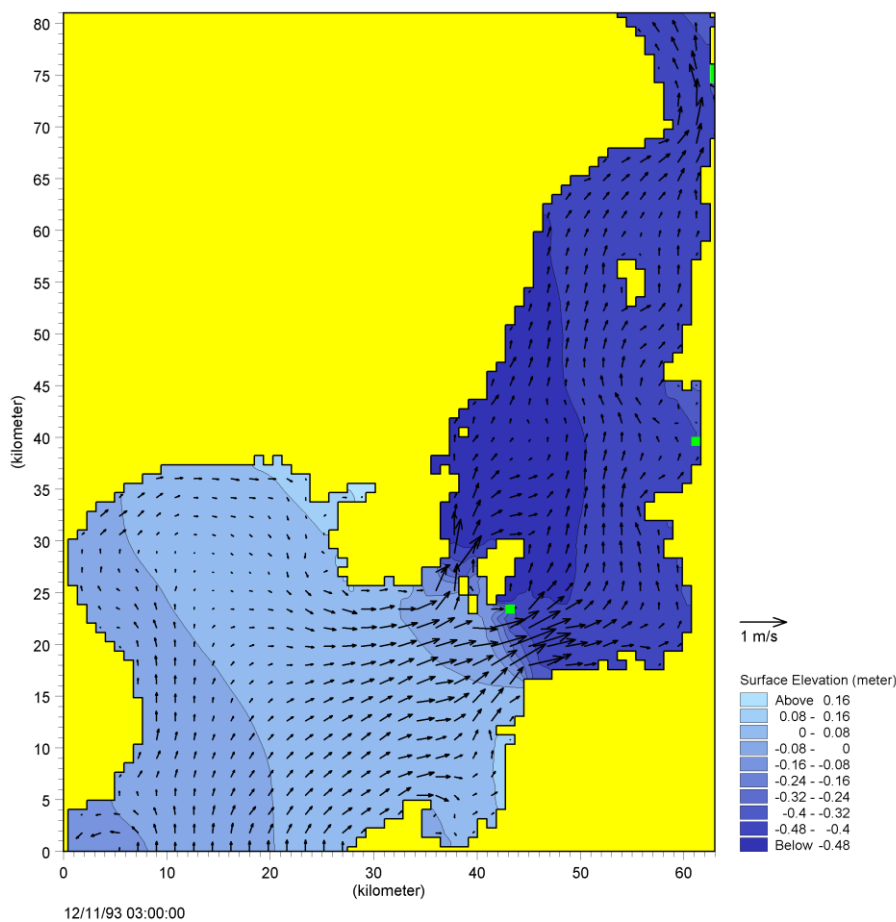 80
75
70
65
60
55
50
45
40
35
30
25
20
15
10
5
0
(kilometer)
0 10 20 30 40 50 60
(kilometer)
12/11/93 03:00:00
1 m/s
Surface Elevation (meter)
Above 0.16
0.08 - 0.16
0 - 0.08
-0.08 - 0
-0.16 - -0.08
-0.24 - -0.16
-0.32 - -0.24
-0.4 - -0.32
-0.48 - -0.4
Below -0.48